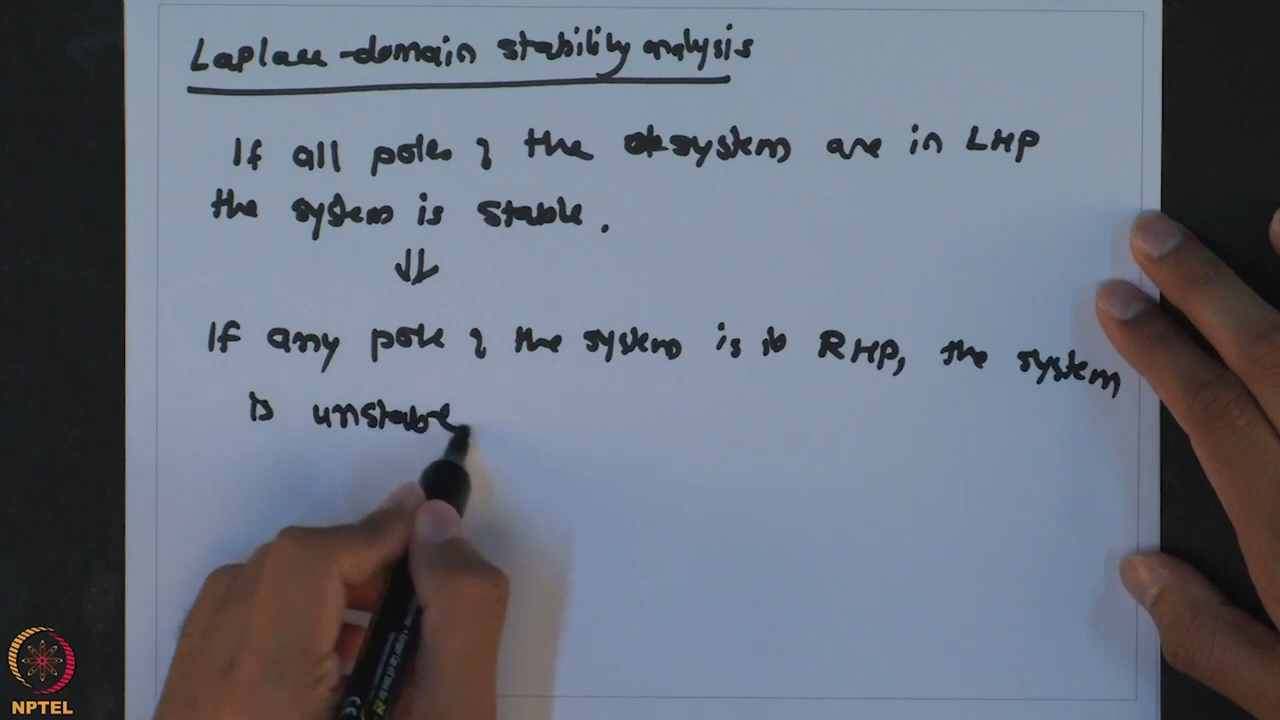 Laplace-domain stability analysis
If all poles of the system are in LHP
the system is stable.
⇓
If any pole of the system is in RHP, the system
is unstable
NPTEL